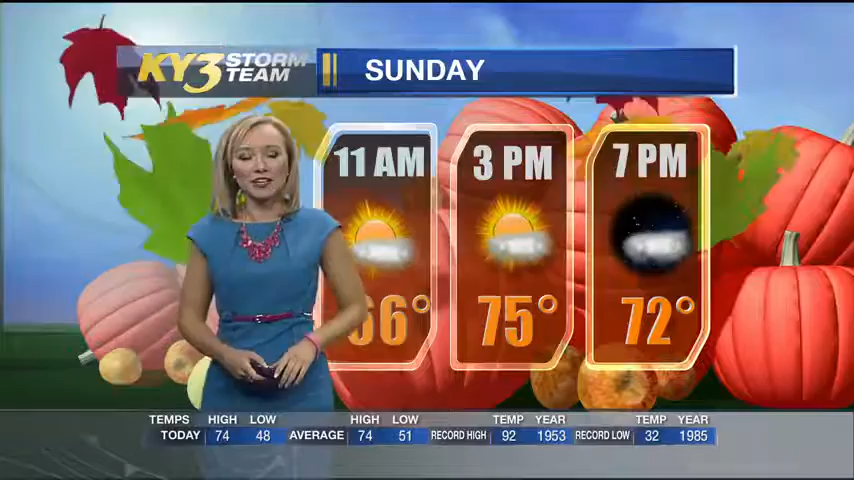 KY3 STORM TEAM
SUNDAY
11 AM
3 PM
7 PM
66°
75°
72°
TEMPS HIGH LOW HIGH LOW TEMP YEAR TEMP YEAR
TODAY 74 48 AVERAGE 74 51 RECORD HIGH 92 1953 RECORD LOW 32 1985